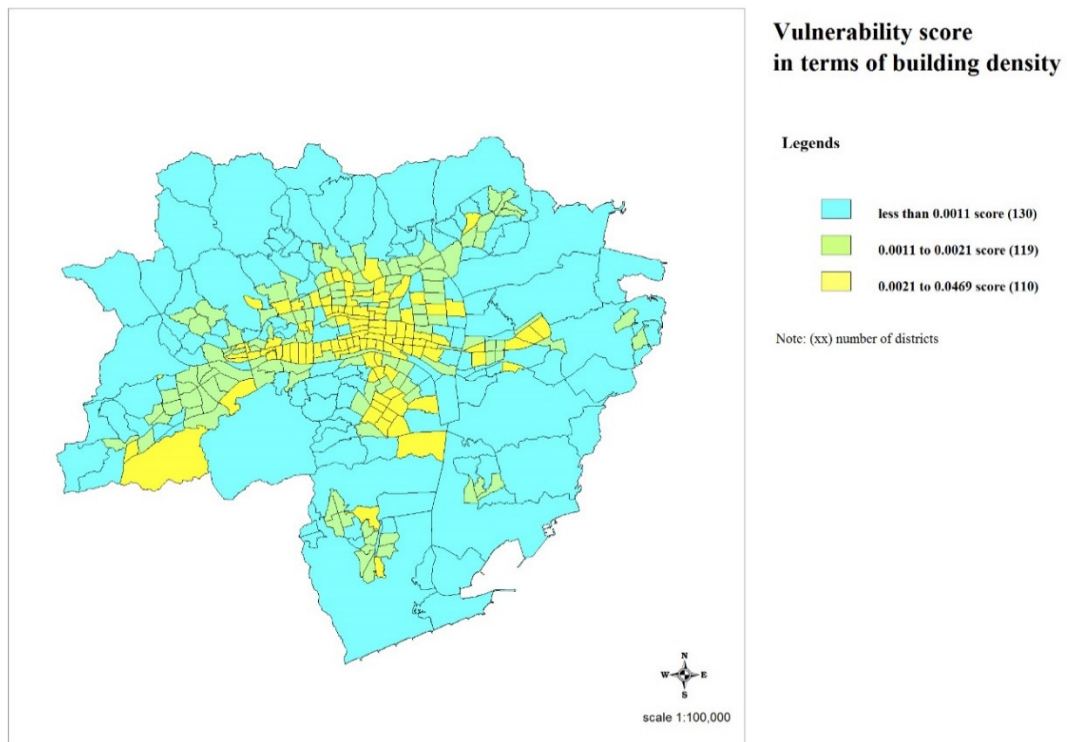 Vulnerability score
in terms of building density
Legends
less than 0.0011 score (130)
0.0011 to 0.0021 score (119)
0.0021 to 0.0469 score (110)
Note: (xx) number of districts
N
W E
S
scale 1:100,000